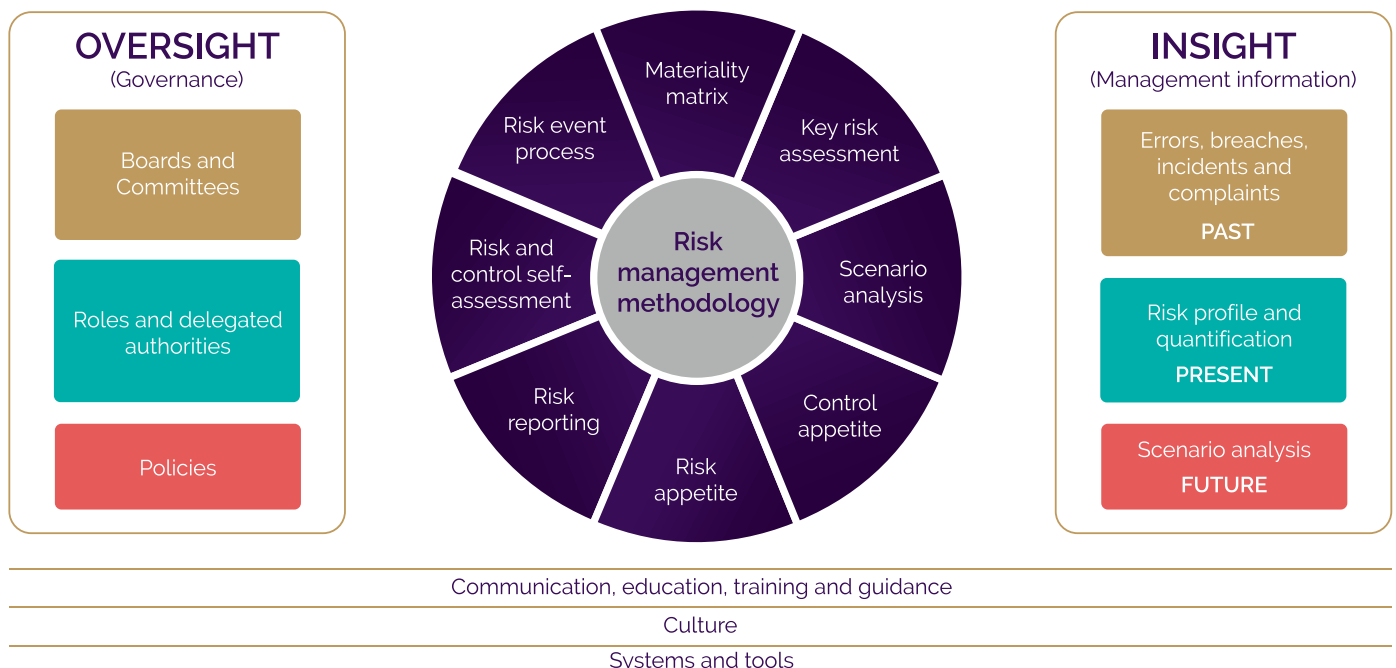 OVERSIGHT
(Governance)
Boards and
Committees
Roles and delegated
authorities
Policies
Materiality
matrix
Key risk
assessment
Scenario
analysis
Control
appetite
Risk
appetite
Risk
reporting
Risk and
control self-
assessment
Risk event
process
Risk
management
methodology
INSIGHT
(Management information)
Errors, breaches,
incidents and
complaints
PAST
Risk profile and
quantification
PRESENT
Scenario analysis
FUTURE
Communication, education, training and guidance
Culture
Systems and tools